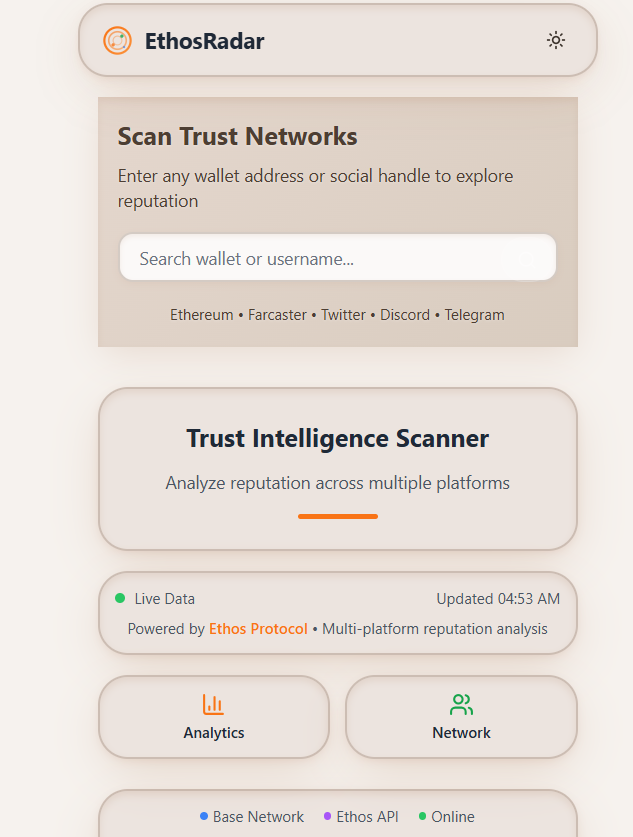 EthosRadar
Scan Trust Networks
Enter any wallet address or social handle to explore
reputation
Search wallet or username...
Ethereum • Farcaster • Twitter • Discord • Telegram
Trust Intelligence Scanner
Analyze reputation across multiple platforms
Live Data Updated 04:53 AM
Powered by Ethos Protocol • Multi-platform reputation analysis
Analytics Network
Base Network Ethos API Online